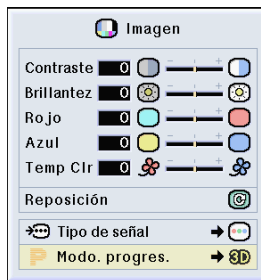 Imagen
Contraste 0
Brillantez 0
Rojo 0
Azul 0
Temp Clr 0
Reposición
Tipo de señal
P Modo. progres. 3D